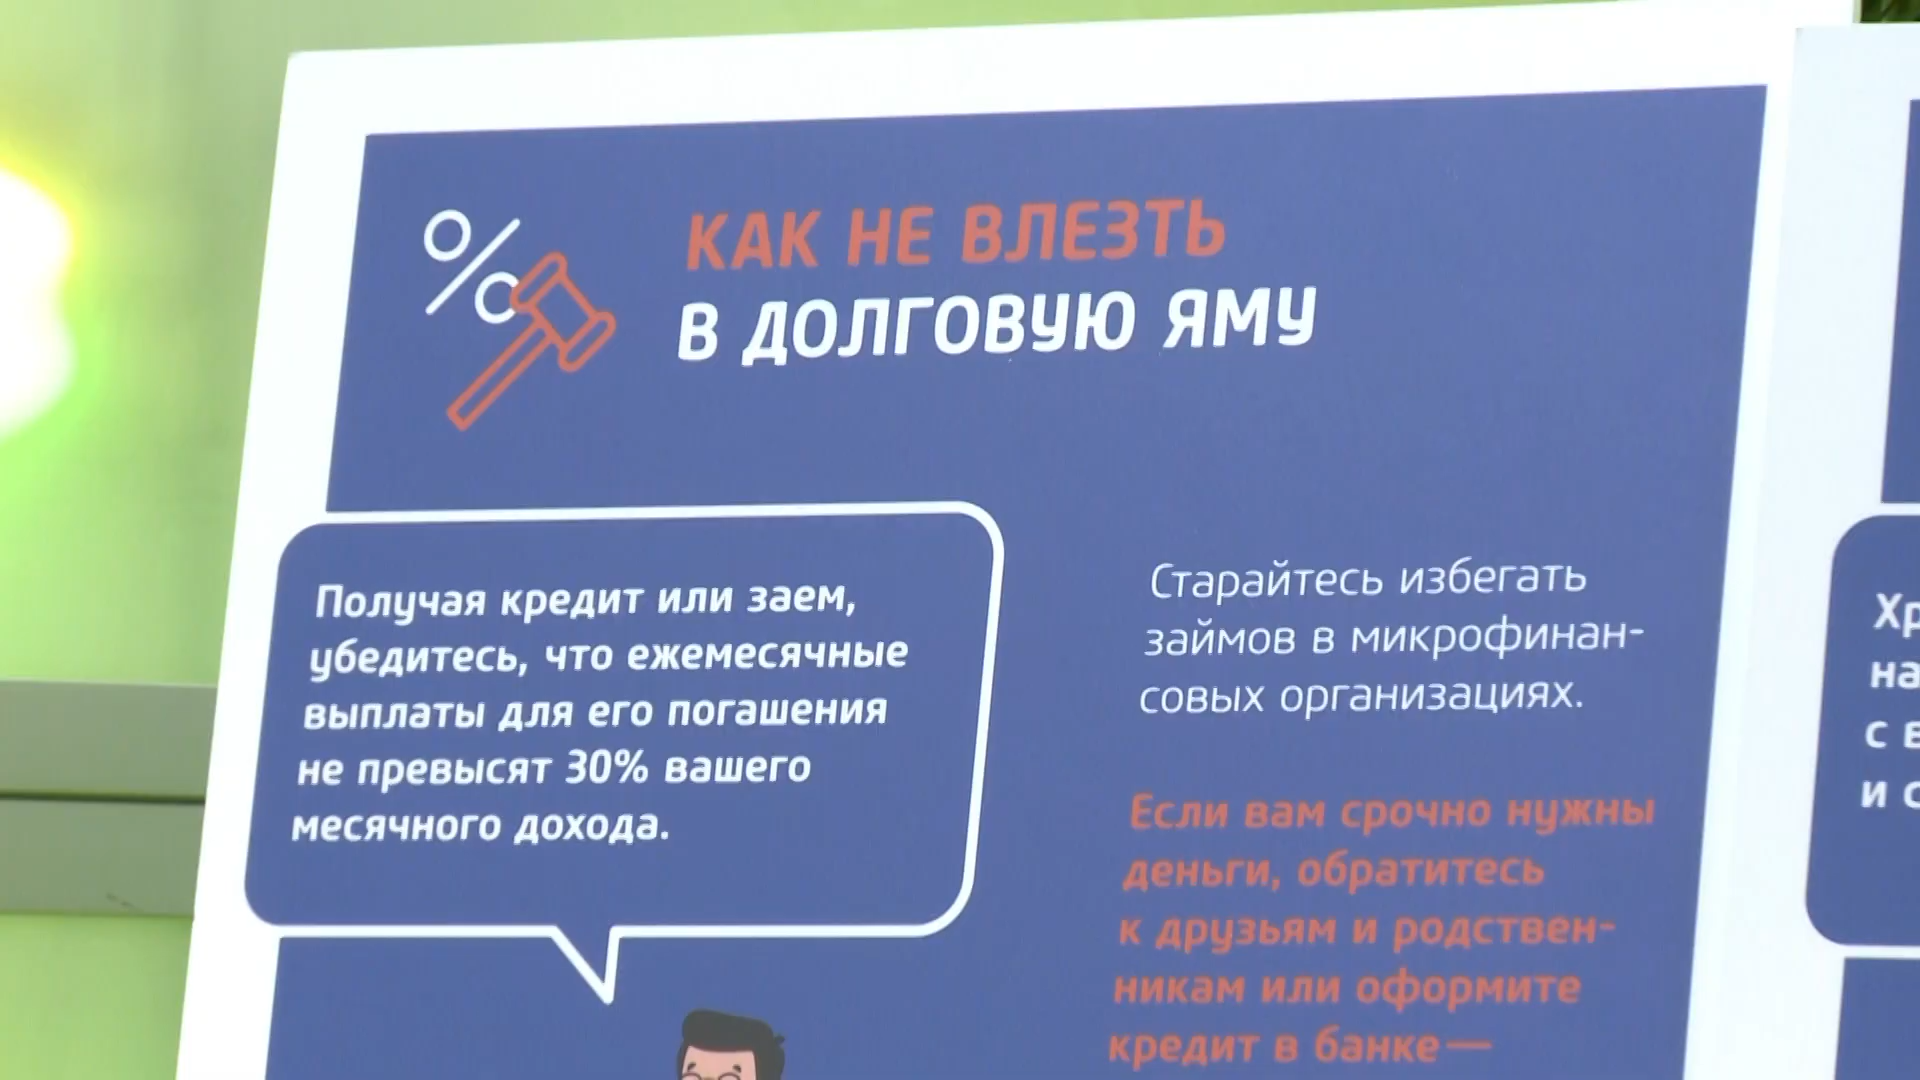 КАК НЕ ВЛЕЗТЬ
В ДОЛГОВУЮ ЯМУ
Получая кредит или заем,
убедитесь, что ежемесячные
выплаты для его погашения
не превысят 30% вашего
месячного дохода.
Старайтесь избегать
займов в микрофинан-
совых организациях.
Если вам срочно нужны
деньги, обратитесь
к друзьям и родствен-
никам или оформите
кредит в банке —
на
с
и